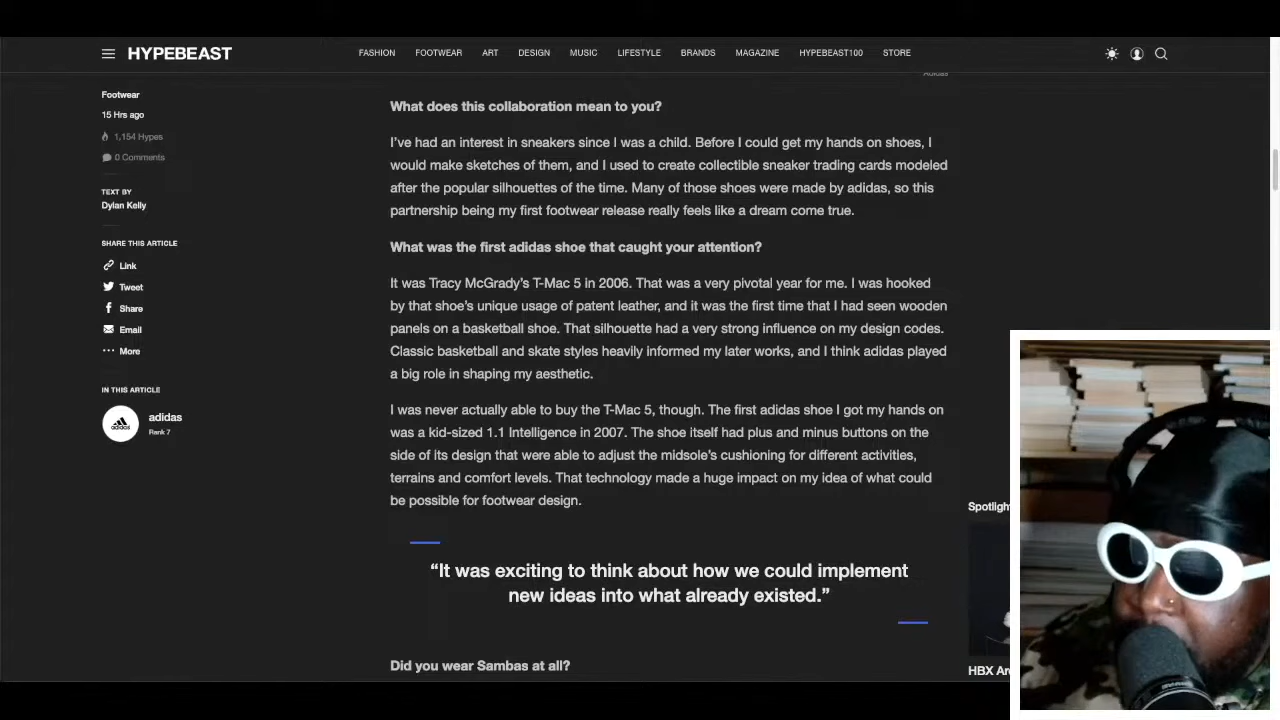 HYPEBEAST
FASHION FOOTWEAR ART DESIGN MUSIC LIFESTYLE BRANDS MAGAZINE HYPEBEAST100 STORE
Footwear
15 Hrs ago
1,154 Hypes
0 Comments
TEXT BY
Dylan Kelly
SHARE THIS ARTICLE
Link
Tweet
Share
Email
More
IN THIS ARTICLE
adidas
adidas
Rank 7
Adidas
What does this collaboration mean to you?
I've had an interest in sneakers since I was a child. Before I could get my hands on shoes, I
would make sketches of them, and I used to create collectible sneaker trading cards modeled
after the popular silhouettes of the time. Many of those shoes were made by adidas, so this
partnership being my first footwear release really feels like a dream come true.
What was the first adidas shoe that caught your attention?
It was Tracy McGrady's T-Mac 5 in 2006. That was a very pivotal year for me. I was hooked
by that shoe's unique usage of patent leather, and it was the first time that I had seen wooden
panels on a basketball shoe. That silhouette had a very strong influence on my design codes.
Classic basketball and skate styles heavily informed my later works, and I think adidas played
a big role in shaping my aesthetic.
I was never actually able to buy the T-Mac 5, though. The first adidas shoe I got my hands on
was a kid-sized 1.1 Intelligence in 2007. The shoe itself had plus and minus buttons on the
side of its design that were able to adjust the midsole's cushioning for different activities,
terrains and comfort levels. That technology made a huge impact on my idea of what could
be possible for footwear design.
“It was exciting to think about how we could implement
new ideas into what already existed.”
Did you wear Sambas at all?
Spotligh
HBX Ar